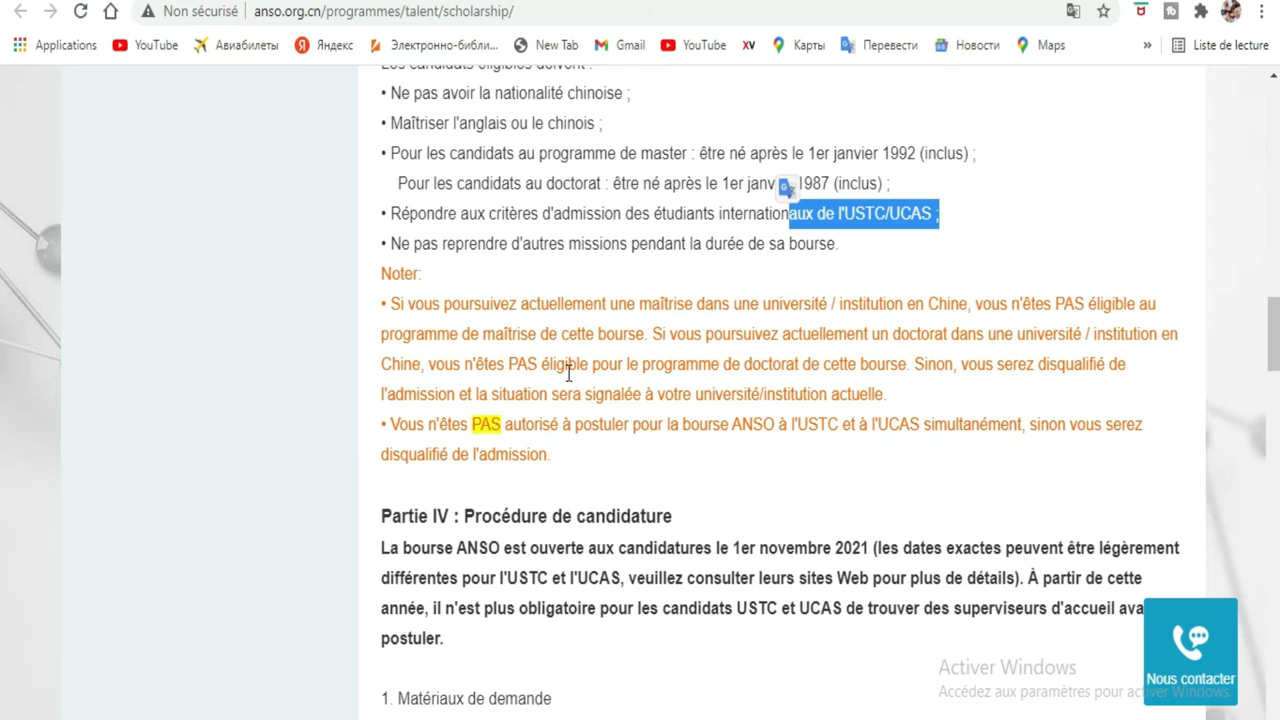 Non sécurisé | anso.org.cn/programmes/talent/scholarship/
Applications YouTube Авиабилеты Яндекс Электронно-библи... New Tab Gmail YouTube XV Карты Перевести Новости Maps » Liste de lecture
Les candidats éligibles doivent :
• Ne pas avoir la nationalité chinoise ;
• Maîtriser l'anglais ou le chinois ;
• Pour les candidats au programme de master : être né après le 1er janvier 1992 (inclus) ;
Pour les candidats au doctorat : être né après le 1er janv 1987 (inclus) ;
• Répondre aux critères d'admission des étudiants internationaux de l'USTC/UCAS ;
• Ne pas reprendre d'autres missions pendant la durée de sa bourse.
Noter:
• Si vous poursuivez actuellement une maîtrise dans une université / institution en Chine, vous n'êtes PAS éligible au
programme de maîtrise de cette bourse. Si vous poursuivez actuellement un doctorat dans une université / institution en
Chine, vous n'êtes PAS éligible pour le programme de doctorat de cette bourse. Sinon, vous serez disqualifié de
l'admission et la situation sera signalée à votre université/institution actuelle.
• Vous n'êtes PAS autorisé à postuler pour la bourse ANSO à l'USTC et à l'UCAS simultanément, sinon vous serez
disqualifié de l'admission.
Partie IV : Procédure de candidature
La bourse ANSO est ouverte aux candidatures le 1er novembre 2021 (les dates exactes peuvent être légèrement
différentes pour l'USTC et l'UCAS, veuillez consulter leurs sites Web pour plus de détails). À partir de cette
année, il n'est plus obligatoire pour les candidats USTC et UCAS de trouver des superviseurs d'accueil ava
postuler.
Nous contacter
Activer Windows
Accédez aux paramètres pour activer Windows.
1. Matériaux de demande